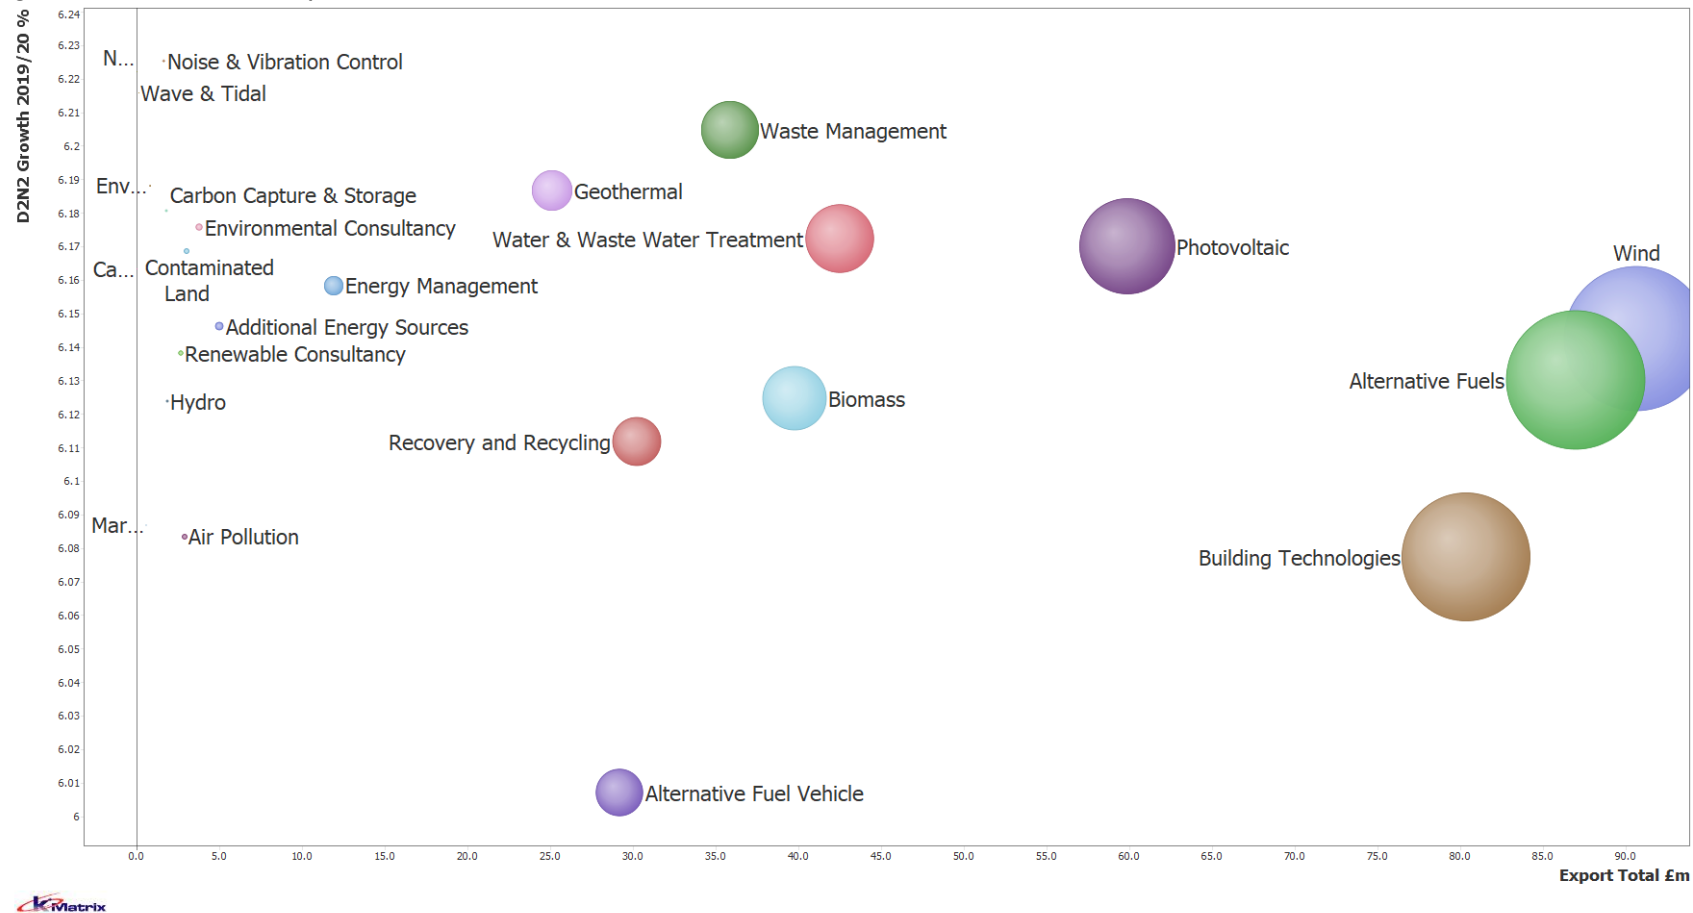 D2N2 Growth 2019/20 %
6.24
6.23
6.22
6.21
6.2
6.19
6.18
6.17
6.16
6.15
6.14
6.13
6.12
6.11
6.1
6.09
6.08
6.07
6.06
6.05
6.04
6.03
6.02
6.01
6
N...
Noise & Vibration Control
Wave & Tidal
Waste Management
Env...
Carbon Capture & Storage
Geothermal
Environmental Consultancy
Water & Waste Water Treatment
Photovoltaic
Wind
Ca...
Contaminated
Land
Energy Management
Additional Energy Sources
Renewable Consultancy
Alternative Fuels
Hydro
Biomass
Recovery and Recycling
Mar...
Air Pollution
Building Technologies
Alternative Fuel Vehicle
0.0 5.0 10.0 15.0 20.0 25.0 30.0 35.0 40.0 45.0 50.0 55.0 60.0 65.0 70.0 75.0 80.0 85.0 90.0
Export Total £m
kMatrix